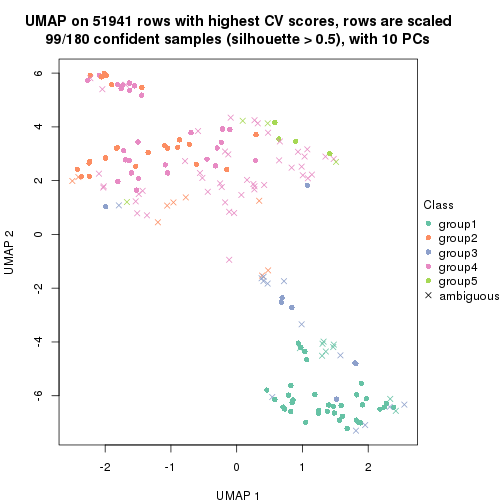 UMAP on 51941 rows with highest CV scores, rows are scaled
99/180 confident samples (silhouette > 0.5), with 10 PCs
6
4
2
0
-2
-4
-6
UMAP 2
-2
-1
0
1
2
UMAP 1
Class
group1
group2
group3
group4
group5
ambiguous